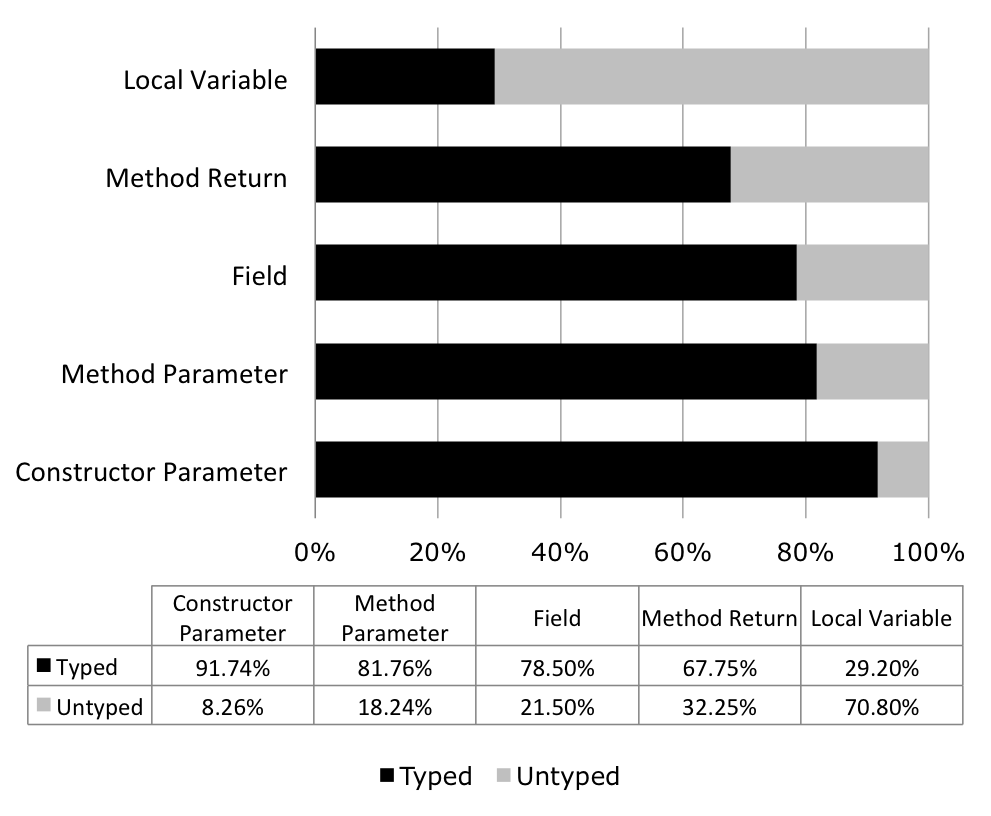 Local Variable
Method Return
Field
Method Parameter
Constructor Parameter
0% 20% 40% 60% 80% 100%
Constructor Parameter Method Parameter Field Method Return Local Variable
Typed 91.74% 81.76% 78.50% 67.75% 29.20%
Untyped 8.26% 18.24% 21.50% 32.25% 70.80%
Typed Untyped